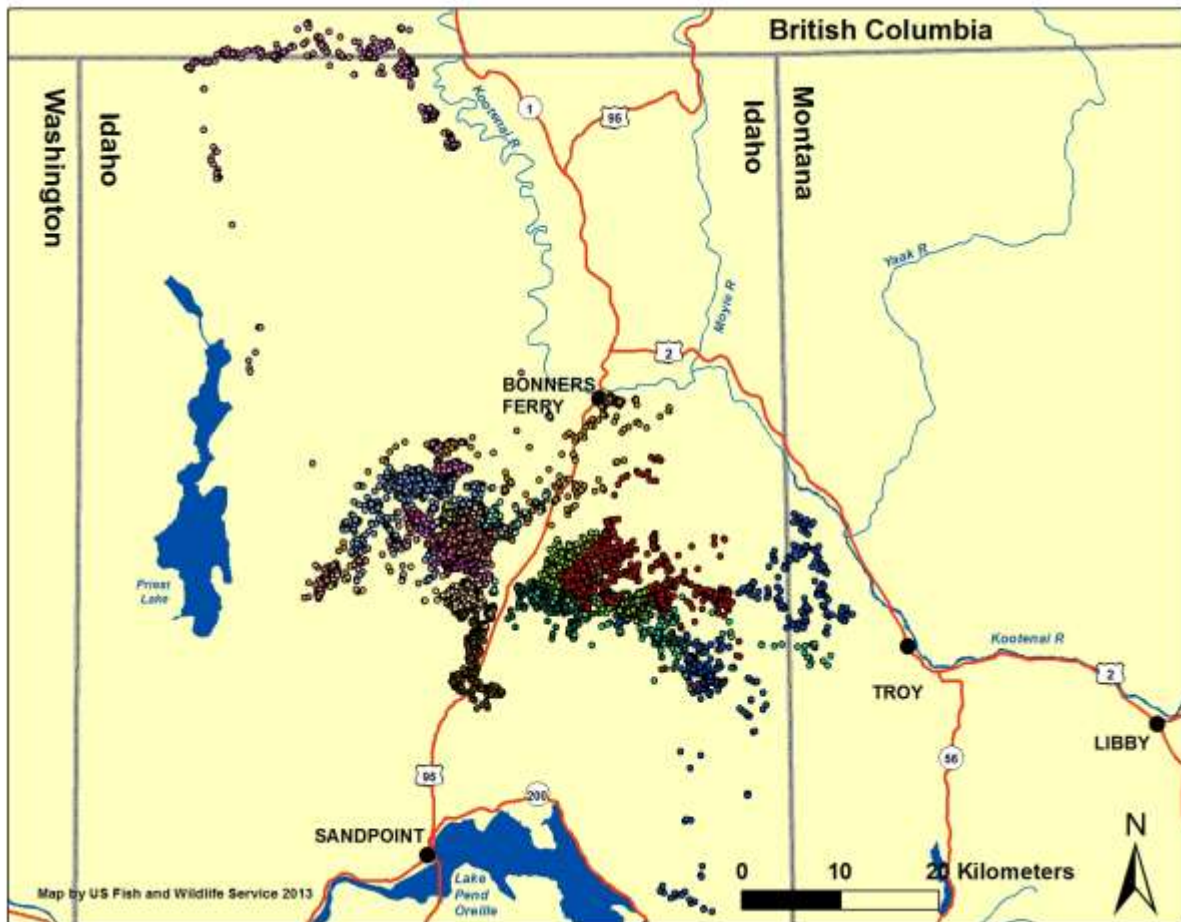 British Columbia
Washington
Idaho
Kootenai R
1
95
Idaho
Montana
Yaak R
Moyie R
2
BONNERS
FERRY
Priest
Lake
Kootenai R
TROY
2
LIBBY
56
95
200
SANDPOINT
N
0 10 20 Kilometers
Lake
Pend
Oreille
Map by US Fish and Wildlife Service 2013